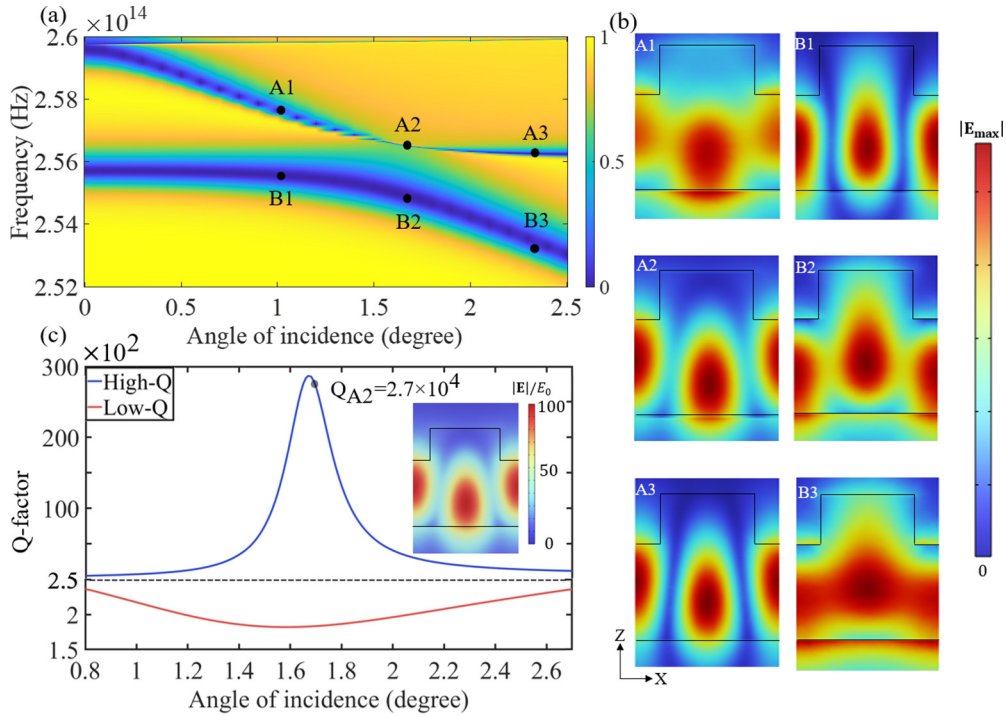 (a)
×10^14
2.6
2.58
2.56
2.54
2.52
Frequency (Hz)
A1
A2
A3
B1
B2
B3
0
0.5
1
1.5
2
2.5
Angle of incidence (degree)
1
0.5
0
(b)
A1
B1
A2
B2
A3
B3
|E_max|
0
Z
X
(c)
×10^2
300
200
100
2.5
2
1.5
Q-factor
High-Q
Low-Q
Q_A2=2.7×10^4
|E|/E_0
100
50
0
0.8
1
1.2
1.4
1.6
1.8
2
2.2
2.4
2.6
Angle of incidence (degree)